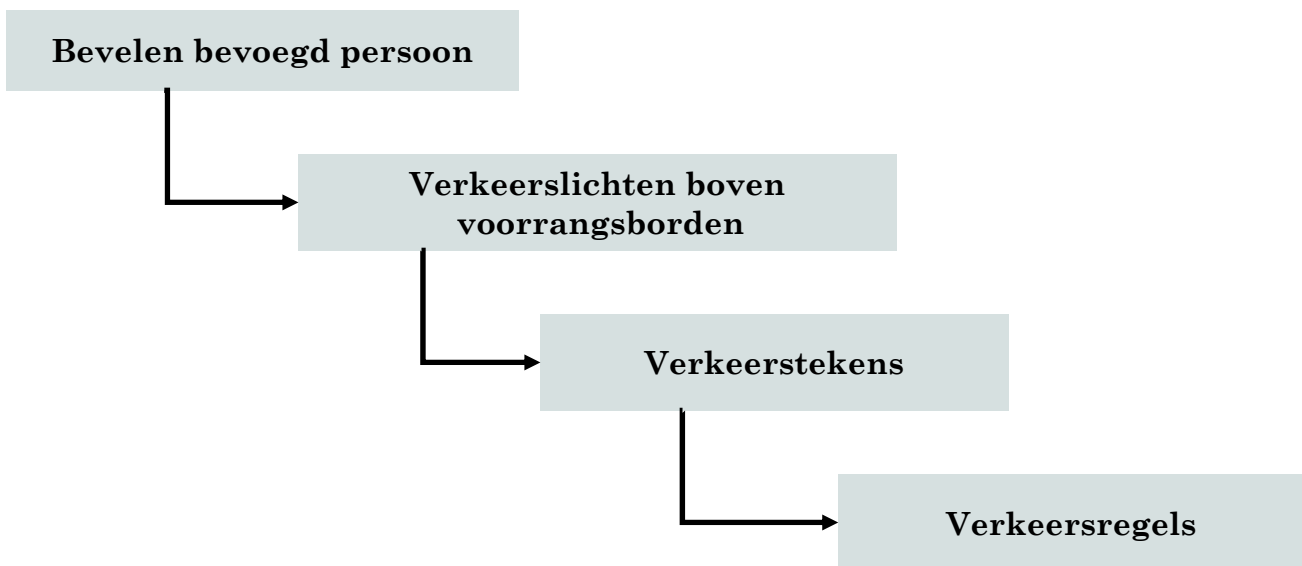 Bevelen bevoegd persoon
Verkeerslichten boven
voorrangsborden
Verkeerstekens
Verkeersregels